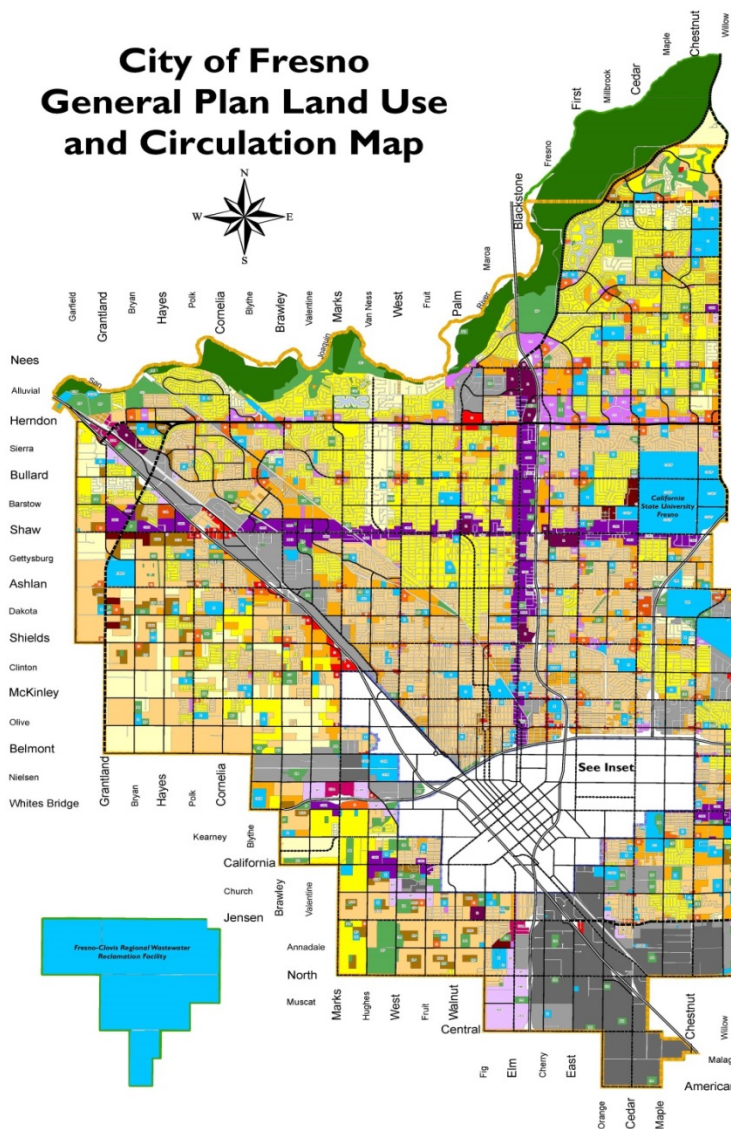 City of Fresno
General Plan Land Use
and Circulation Map
N
W E
S
Willow
Chestnut
Maple
Cedar
Millbrook
First
Fresno
Blackstone
Maroa
River
Palm
Fruit
West
Van Ness
Marks
Valentine
Brawley
Blythe
Cornelia
Polk
Hayes
Bryan
Grantland
Garfield
San
Joaquin
Nees
Alluvial
Herndon
Sierra
Bullard
Barstow
Shaw
Gettysburg
Ashlan
Dakota
Shields
Clinton
McKinley
Olive
Belmont
Nielsen
Whites Bridge
California
State University
Fresno
See Inset
Grantland
Bryan
Hayes
Polk
Cornelia
Kearney
Blythe
California
Church
Brawley
Valentine
Jensen
Annadale
North
Muscat
Marks
Hughes
West
Fruit
Walnut
Central
Fig
Elm
Cherry
East
Orange
Cedar
Maple
Chestnut
Willow
Malag
American
Fresno-Clovis Regional Wastewater
Reclamation Facility